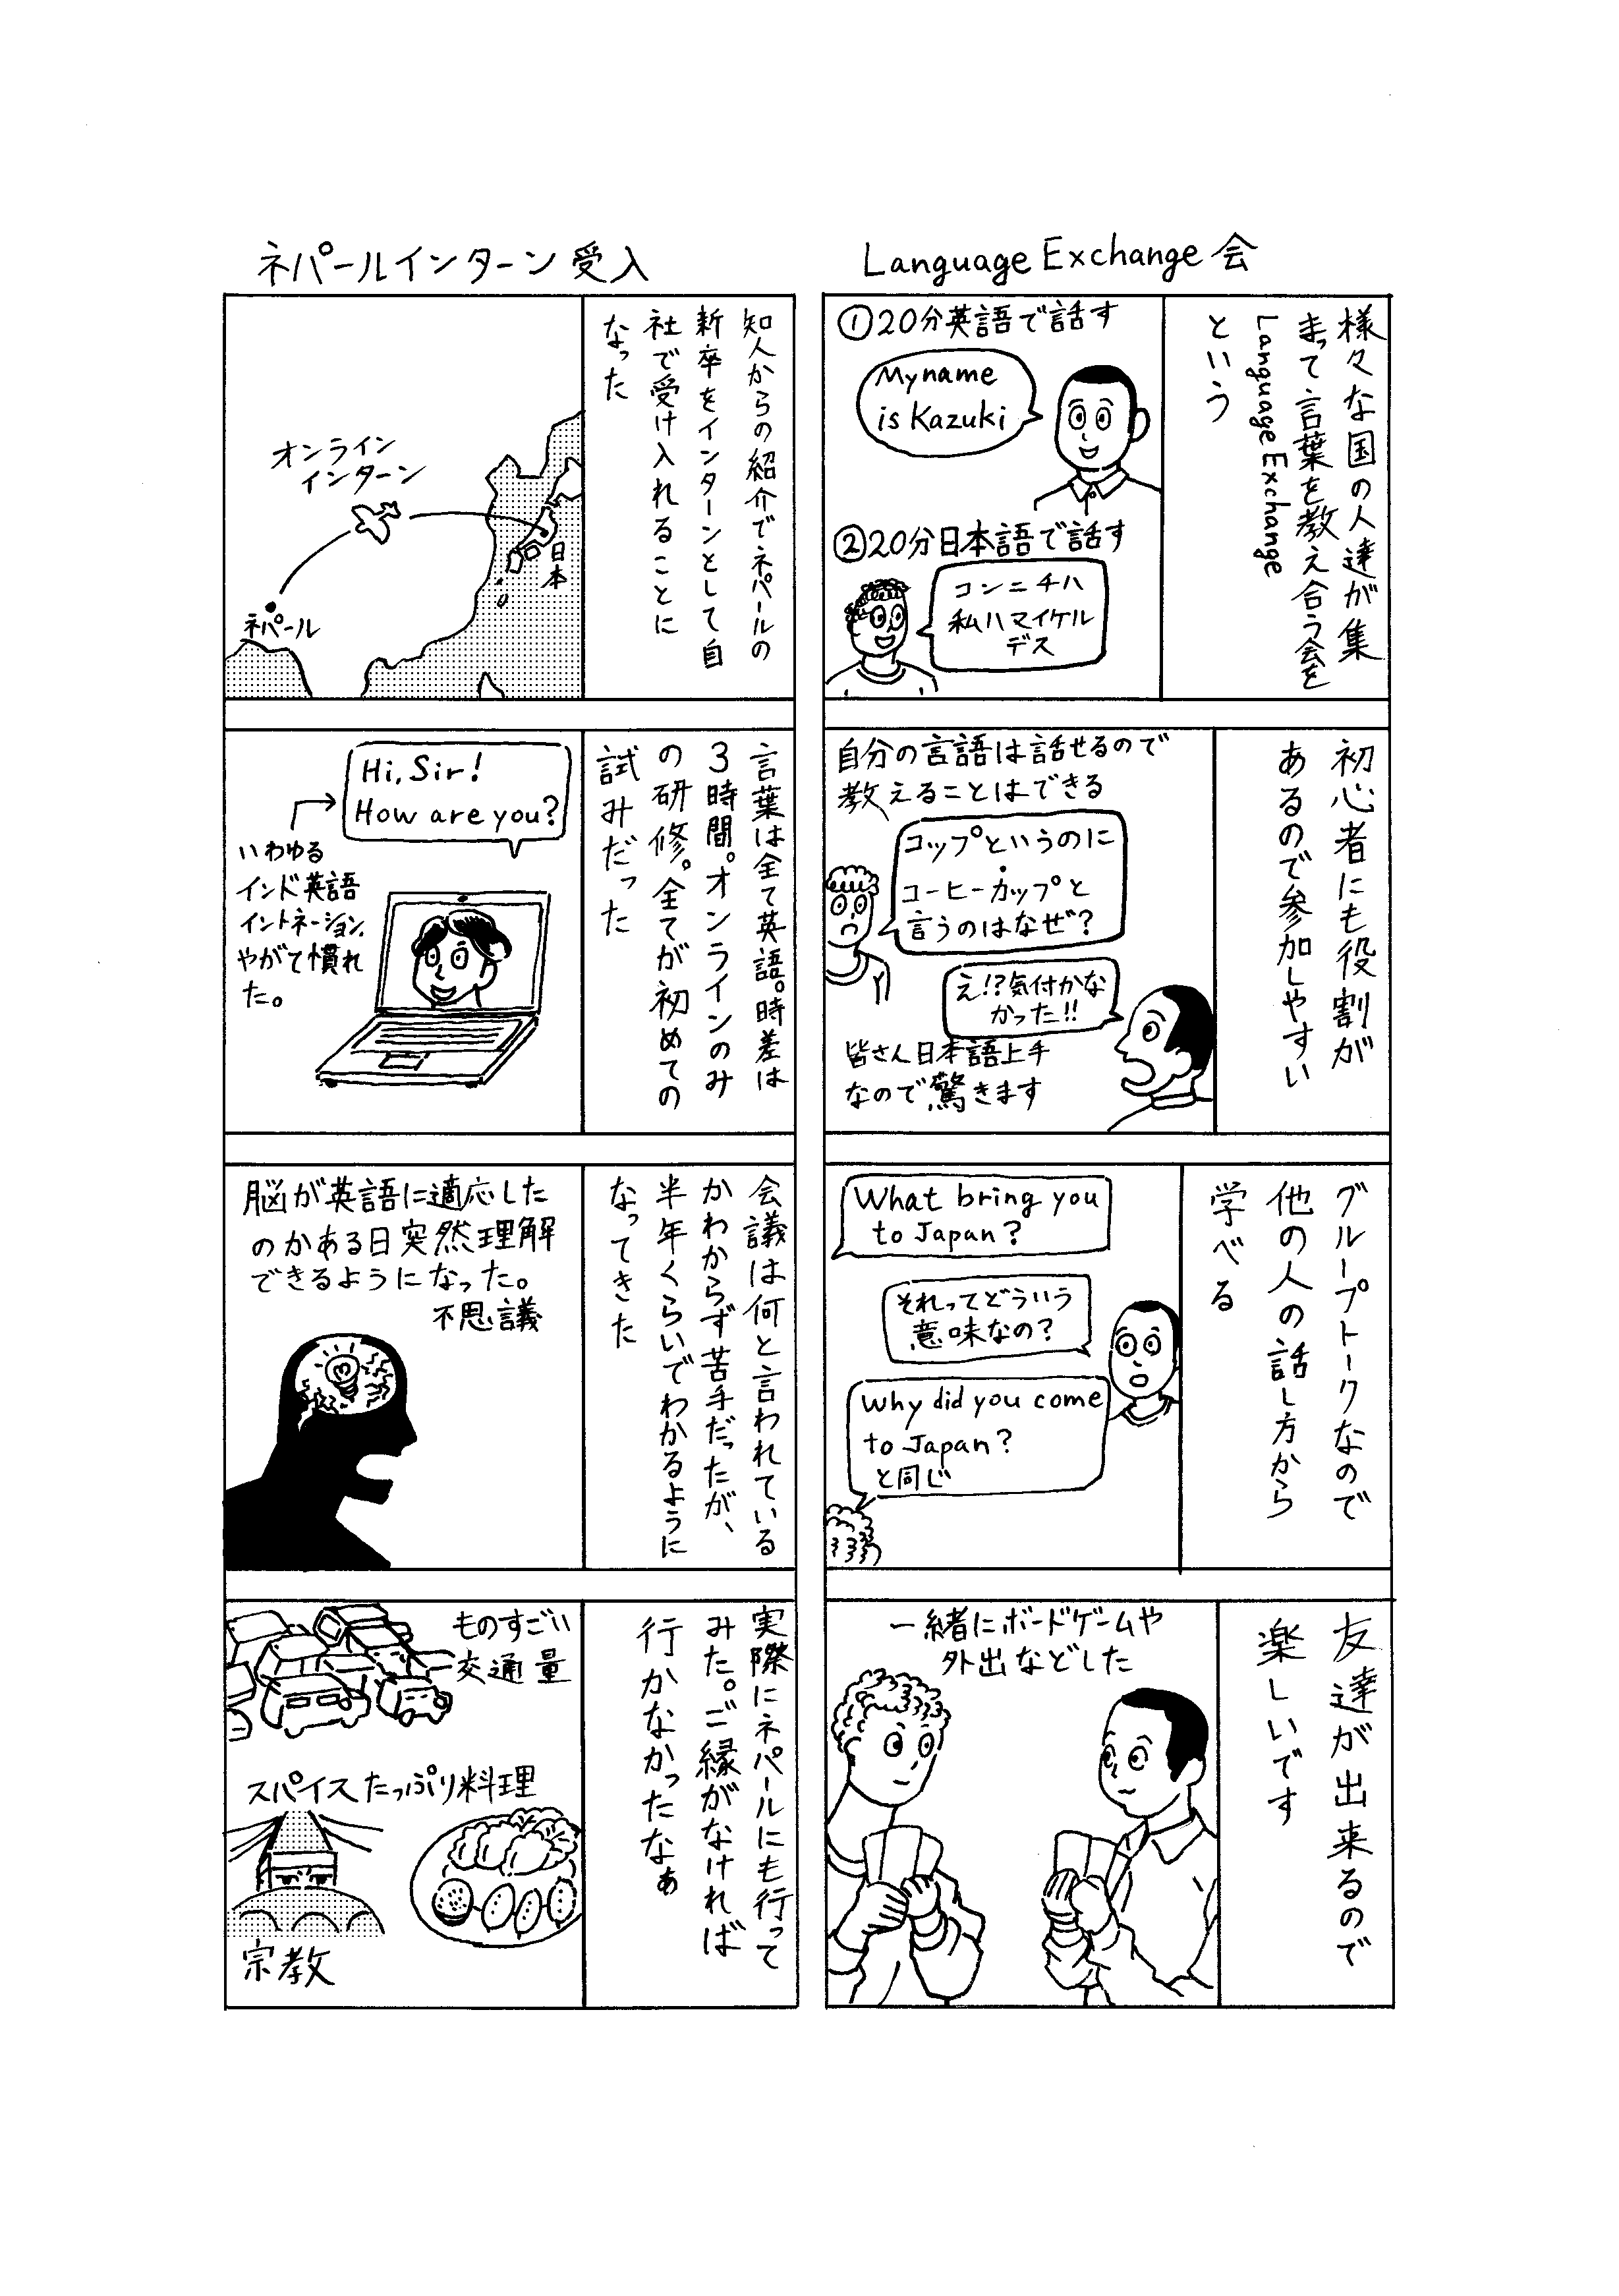 Language Exchange 会
様々な国の人達が集
まって言葉を教え合う会を
Language Exchange
という
①20分英語で話す
My name
is Kazuki
②20分日本語で話す
コンニチハ
私ハマイケル
デス
初心者にも役割が
あるので参加しやすい
自分の言語は話せるので
教えることはできる
コップというのに
コーヒーカップと
言うのはなぜ?
え!?気付かな
かった!!
皆さん日本語上手
なので驚きます
グループトークなので
他の人の話し方から
学べる
What bring you
to Japan?
それってどういう
意味なの?
Why did you come
to Japan?
と同じ
友達が出来るので
楽しいです
一緒にボードゲームや
外出などした
ネパールインターン受入
知人からの紹介でネパールの
新卒をインターンとして自
社で受け入れることに
なった
オンライン
インターン
日本
ネパール
言葉は全て英語。時差は
3時間。オンラインのみ
の研修。全てが初めての
試みだった
Hi, Sir!
How are you?
いわゆる
インド英語
イントネーション、
やがて慣れ
た。
会議は何と言われている
かわからず苦手だったが、
半年くらいでわかるように
なってきた
脳が英語に適応した
のかある日突然理解
できるようになった。
不思議
実際にネパールにも行って
みた。ご縁がなければ
行かなかったなぁ
ものすごい
交通量
スパイスたっぷり料理
宗教